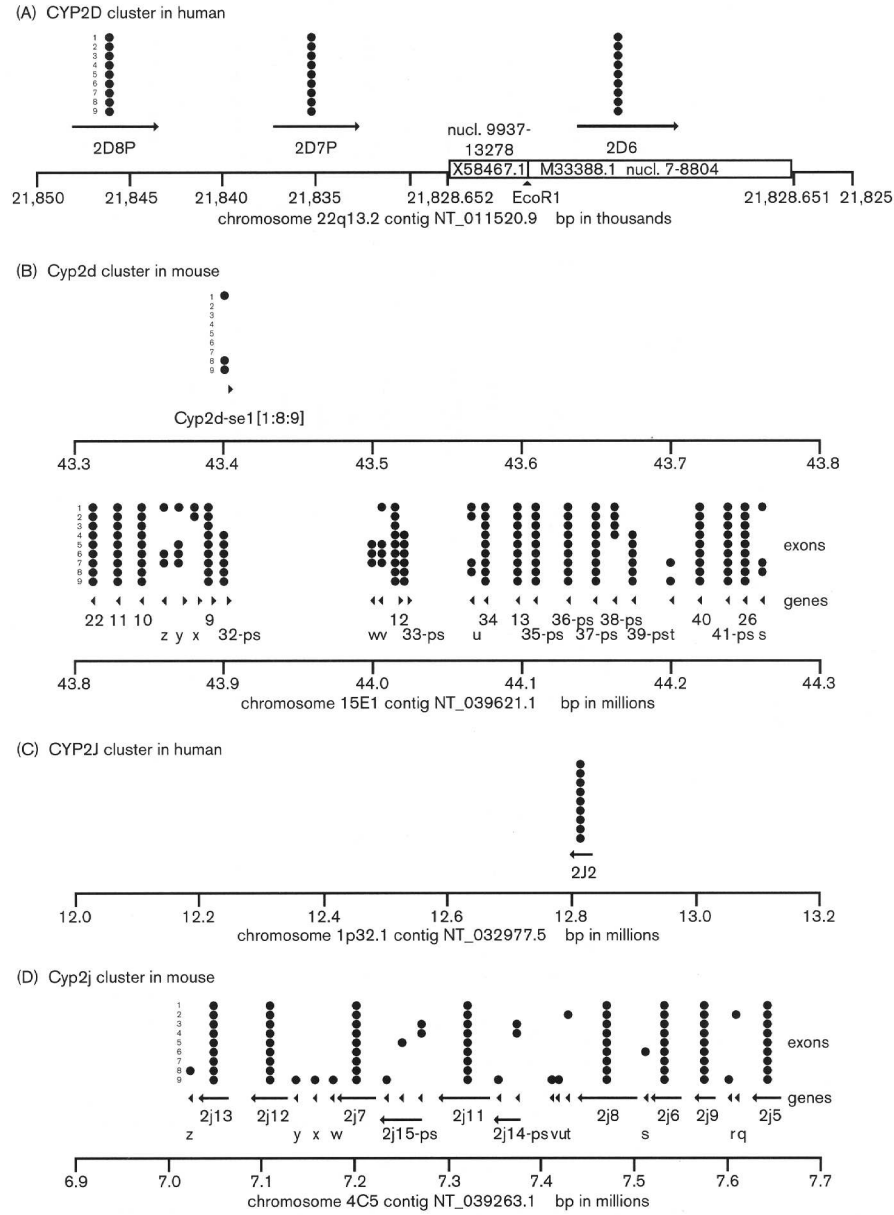 (A) CYP2D cluster in human
1
2
3
4
5
6
7
8
9
nucl. 9937-
2D8P 2D7P 13278 2D6
X58467.1 M33388.1 nucl. 7-8804
21,850 21,845 21,840 21,835 21,828.652 EcoR1 21,828.651 21,825
chromosome 22q13.2 contig NT_011520.9 bp in thousands
(B) Cyp2d cluster in mouse
1
2
3
4
5
6
7
8
9
Cyp2d-se1[1:8:9]
43.3 43.4 43.5 43.6 43.7 43.8
1
2
3
4
5
6
7
8
9
exons
genes
22 11 10 9 12 34 13 36-ps 38-ps 40 26
z y x 32-ps wv 33-ps u 35-ps 37-ps 39-pst 41-ps s
43.8 43.9 44.0 44.1 44.2 44.3
chromosome 15E1 contig NT_039621.1 bp in millions
(C) CYP2J cluster in human
2J2
12.0 12.2 12.4 12.6 12.8 13.0 13.2
chromosome 1p32.1 contig NT_032977.5 bp in millions
(D) Cyp2j cluster in mouse
1
2
3
4
5
6
7
8
9
exons
genes
2j13 2j12 2j7 2j11 2j8 2j6 2j9 2j5
z y x w 2j15-ps 2j14-ps vut s rq
6.9 7.0 7.1 7.2 7.3 7.4 7.5 7.6 7.7
chromosome 4C5 contig NT_039263.1 bp in millions